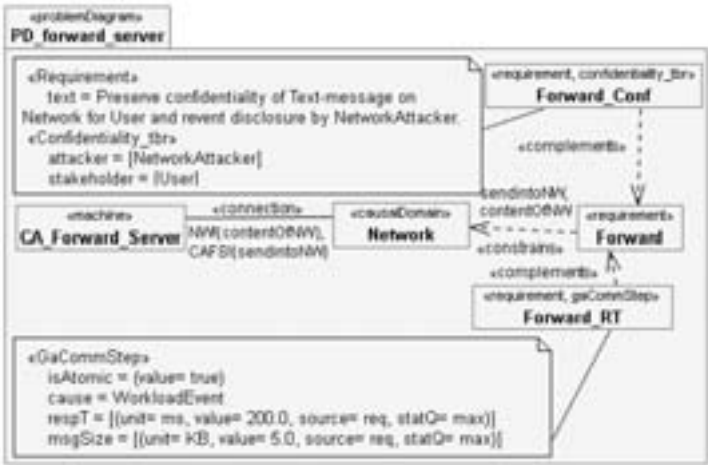 «problemDiagram»
PD_forward_server
«Requirement»
text = Preserve confidentiality of Text-message on
Network for User and revent disclosure by NetworkAttacker.
«Confidentiality_tbr»
attacker = [NetworkAttacker]
stakeholder = [User]
«requirement, confidentiality_tbr»
Forward_Conf
«complements»
«machine»
CA_Forward_Server
«connection»
NW!(contentOfNW),
CAFS!(sendintoNW)
«causalDomain»
Network
sendintoNW,
contentOfNW
«constrains»
«requirement»
Forward
«complements»
«requirement, gaCommStep»
Forward_RT
«GaCommStep»
isAtomic = (value= true)
cause = WorkloadEvent
respT = [(unit= ms, value= 200.0, source= req, statQ= max)]
msgSize = [(unit= KB, value= 5.0, source= req, statQ= max)]